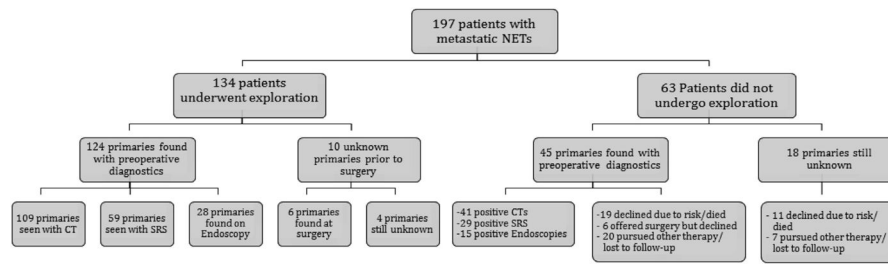 197 patients with
metastatic NETs
134 patients
underwent exploration
63 Patients did not
undergo exploration
124 primaries found
with preoperative
diagnostics
10 unknown
primaries prior to
surgery
45 primaries found with
preoperative diagnostics
18 primaries still
unknown
109 primaries
seen with CT
59 primaries
seen with SRS
28 primaries
found on
Endoscopy
6 primaries
found at
surgery
4 primaries
still unknown
-41 positive CTs
-29 positive SRS
-15 positive Endoscopies
-19 declined due to risk/died
- 6 offered surgery but declined
- 20 pursued other therapy/
lost to follow-up
- 11 declined due to risk/
died
- 7 pursued other therapy/
lost to follow-up